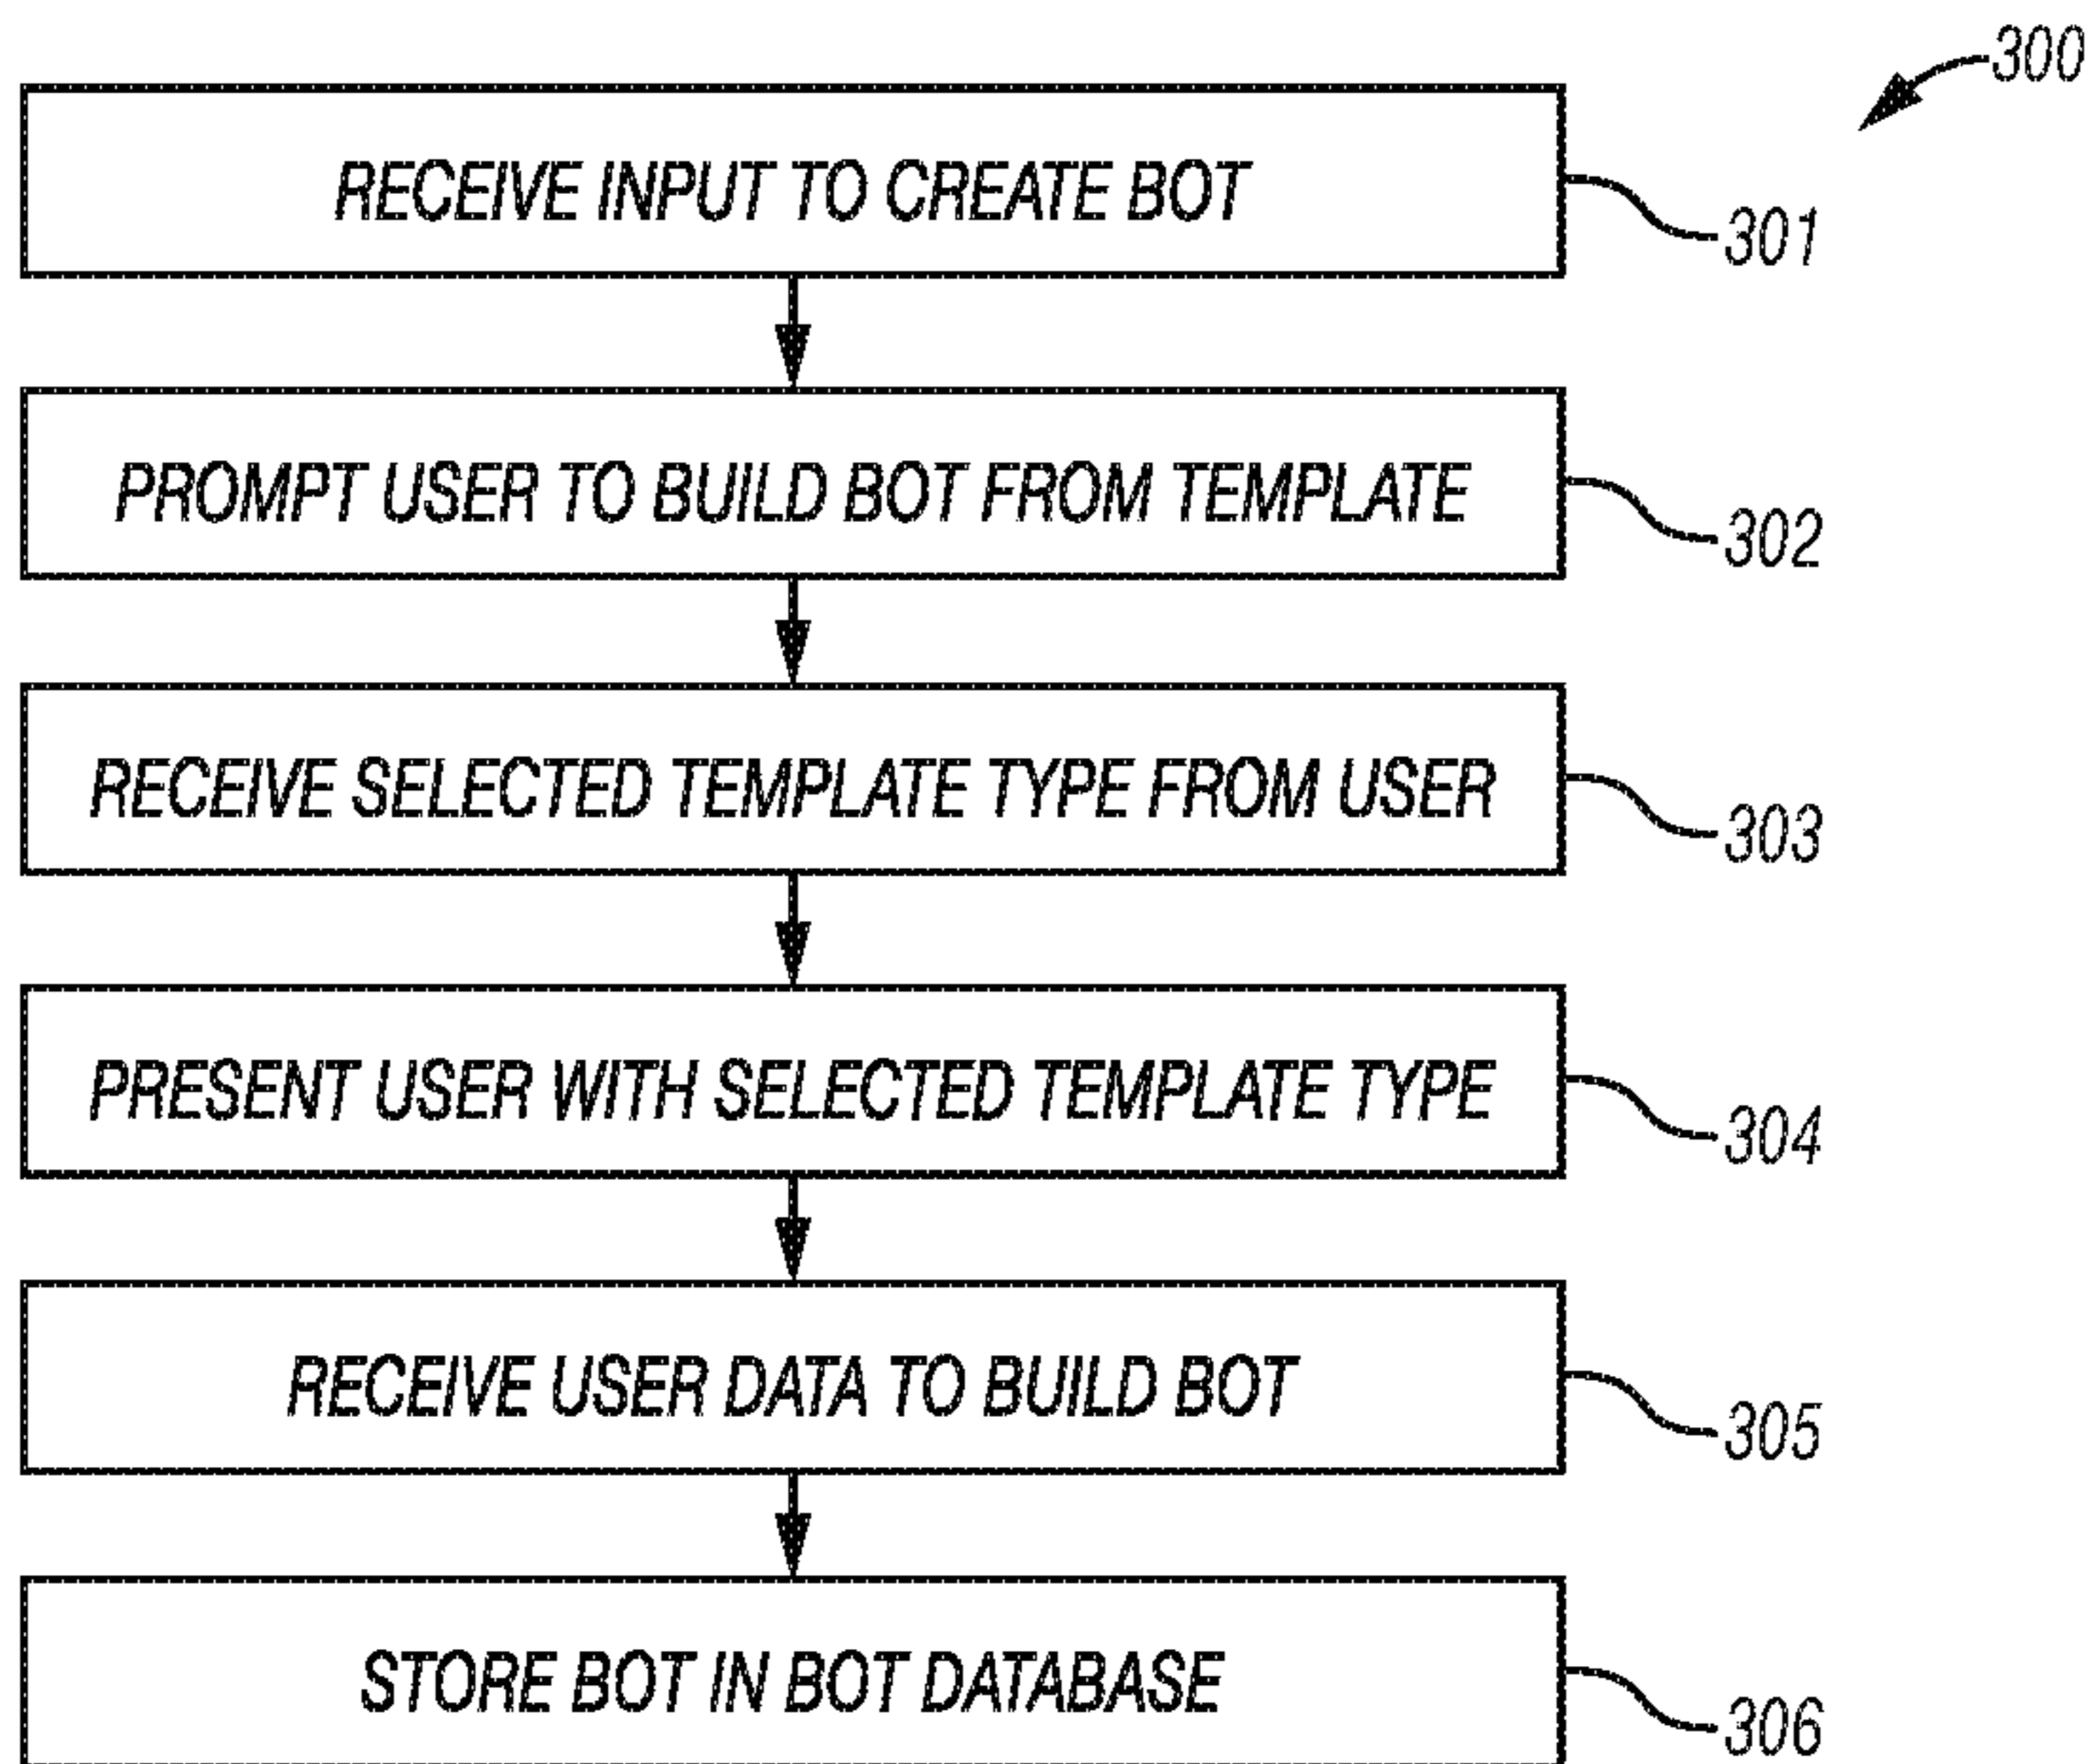 300
RECEIVE INPUT TO CREATE BOT
301
PROMPT USER TO BUILD BOT FROM TEMPLATE
302
RECEIVE SELECTED TEMPLATE TYPE FROM USER
303
PRESENT USER WITH SELECTED TEMPLATE TYPE
304
RECEIVE USER DATA TO BUILD BOT
305
STORE BOT IN BOT DATABASE
306